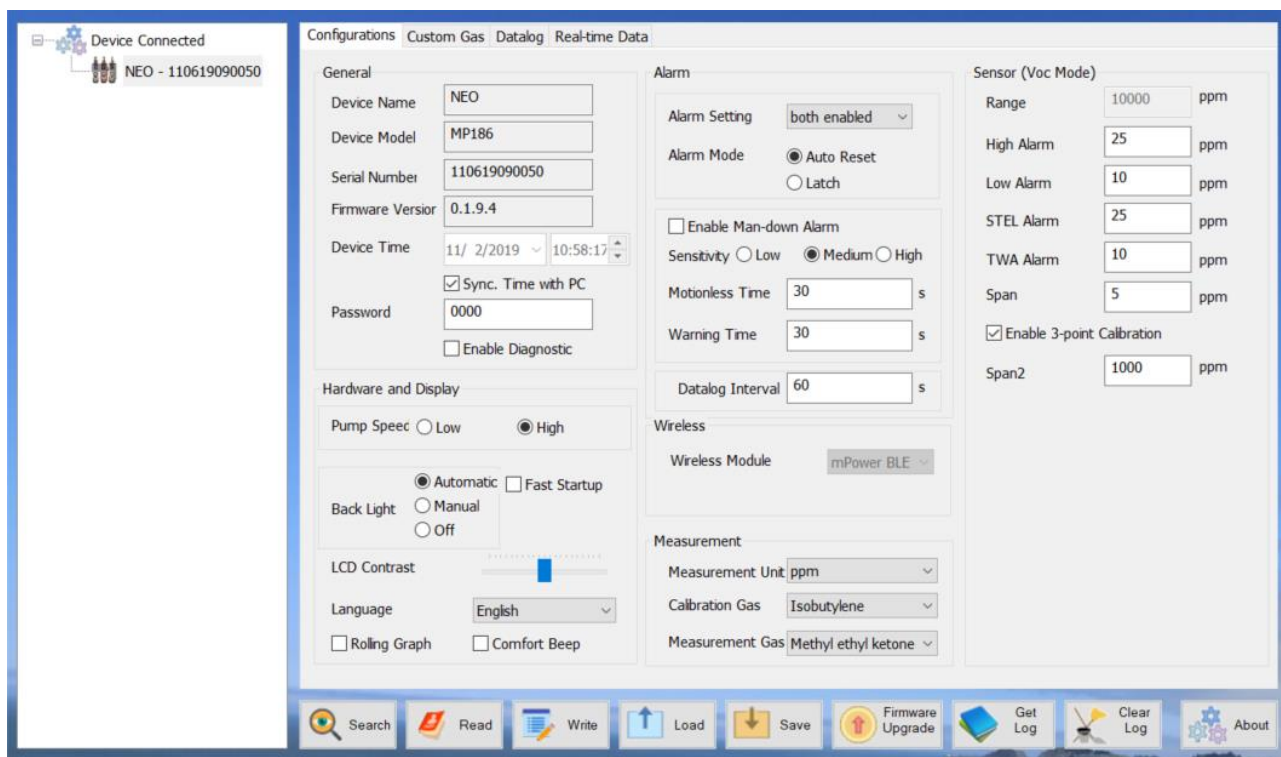 Device Connected
NEO - 110619090050
Configurations Custom Gas Datalog Real-time Data
General
Device Name NEO
Device Model MP186
Serial Number 110619090050
Firmware Version 0.1.9.4
Device Time 11/ 2/2019 10:58:17
Sync. Time with PC
Password 0000
Enable Diagnostic
Hardware and Display
Pump Speed Low High
Automatic Fast Startup
Back Light Manual
Off
LCD Contrast
Language English
Rolling Graph Comfort Beep
Alarm
Alarm Setting both enabled
Alarm Mode Auto Reset
Latch
Enable Man-down Alarm
Sensitivity Low Medium High
Motionless Time 30 s
Warning Time 30 s
Datalog Interval 60 s
Wireless
Wireless Module mPower BLE
Measurement
Measurement Unit ppm
Calibration Gas Isobutylene
Measurement Gas Methyl ethyl ketone
Sensor (Voc Mode)
Range 10000 ppm
High Alarm 25 ppm
Low Alarm 10 ppm
STEL Alarm 25 ppm
TWA Alarm 10 ppm
Span 5 ppm
Enable 3-point Calibration
Span2 1000 ppm
Search Read Write Load Save Firmware Upgrade Get Log Clear Log About